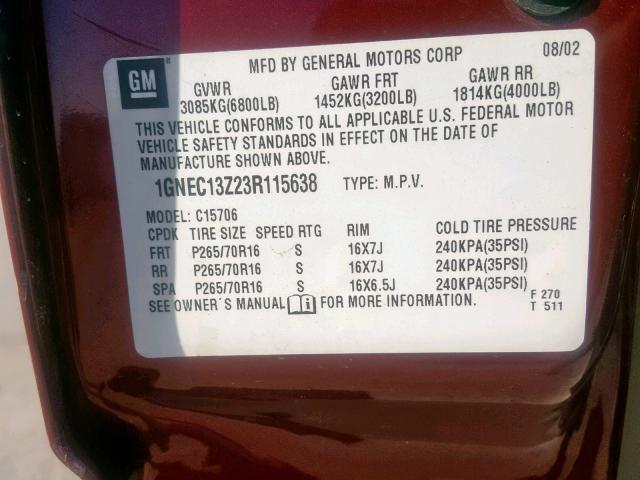 GM
MFD BY GENERAL MOTORS CORP 08/02
GVWR GAWR FRT GAWR RR
3085KG(6800LB) 1452KG(3200LB) 1814KG(4000LB)
THIS VEHICLE CONFORMS TO ALL APPLICABLE U.S. FEDERAL MOTOR
VEHICLE SAFETY STANDARDS IN EFFECT ON THE DATE OF
MANUFACTURE SHOWN ABOVE.
1GNEC13Z23R115638 TYPE: M.P.V.
MODEL: C15706
CPDK TIRE SIZE SPEED RTG RIM COLD TIRE PRESSURE
FRT P265/70R16 S 16X7J 240KPA(35PSI)
RR P265/70R16 S 16X7J 240KPA(35PSI)
SPA P265/70R16 S 16X6.5J 240KPA(35PSI)
SEE OWNER'S MANUAL FOR MORE INFORMATION.
F 270
T 511